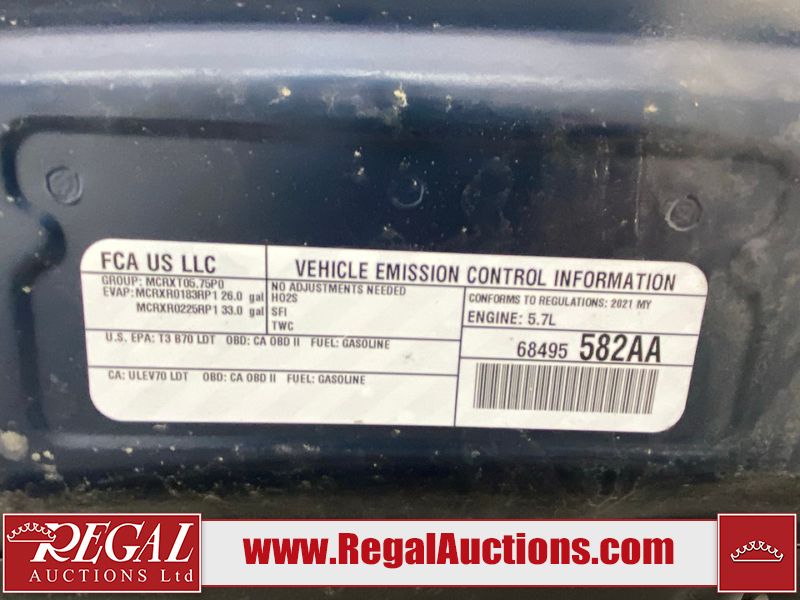 FCA US LLC
GROUP: MCRXT05.75P0
EVAP: MCRXR0183RP1 26.0 gal
MCRXR0225RP1 33.0 gal
VEHICLE EMISSION CONTROL INFORMATION
NO ADJUSTMENTS NEEDED
HO2S
SFI
TWC
CONFORMS TO REGULATIONS: 2021 MY
ENGINE: 5.7L
U.S. EPA: T3 B70 LDT OBD: CA OBD II FUEL: GASOLINE
68495 582AA
CA: ULEV70 LDT OBD: CA OBD II FUEL: GASOLINE
REGAL
AUCTIONS Ltd
www.RegalAuctions.com